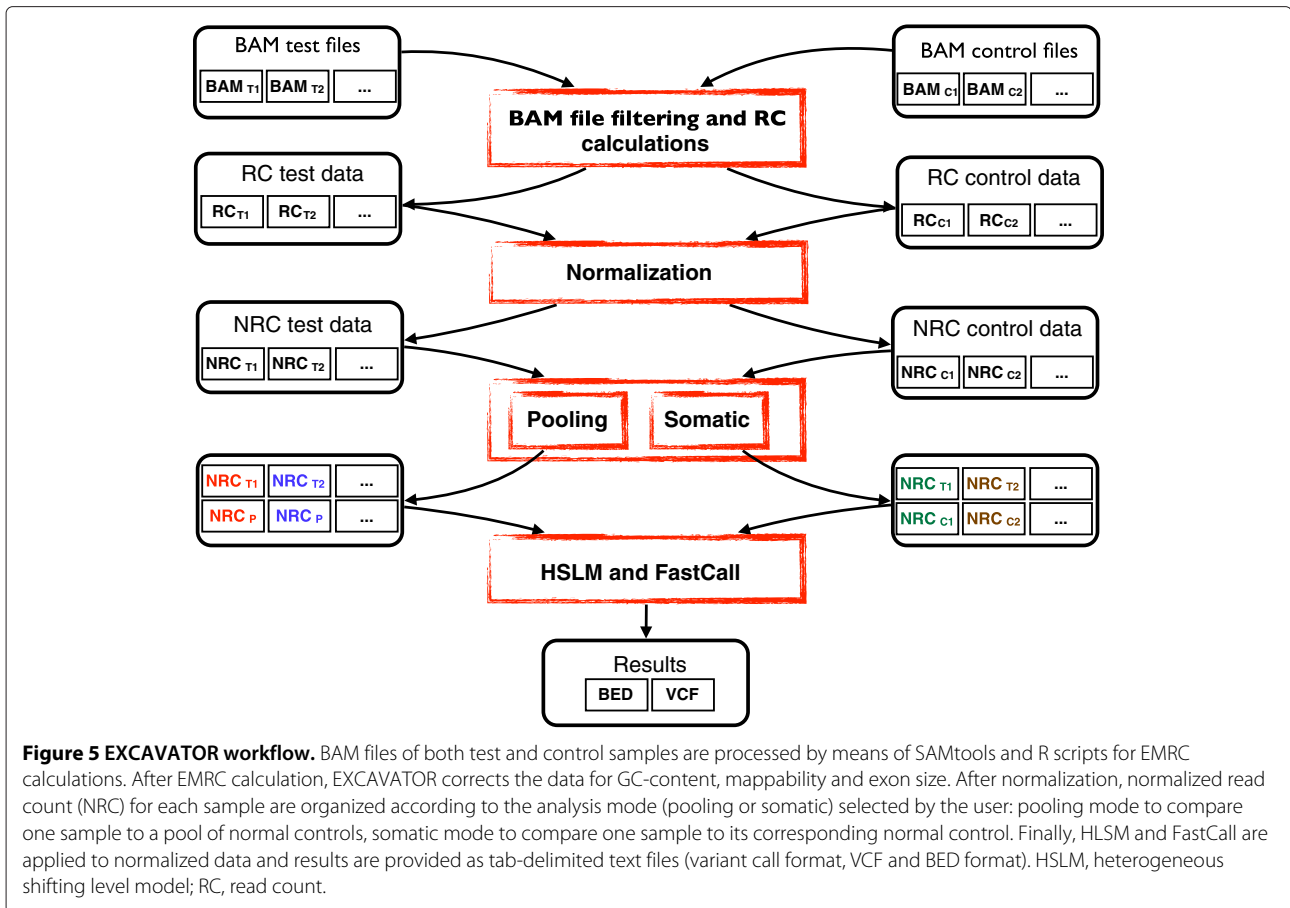 BAM test files
BAM T1 BAM T2 ...
BAM control files
BAM C1 BAM C2 ...
BAM file filtering and RC
calculations
RC test data
RCT1 RCT2 ...
RC control data
RCC1 RCC2 ...
Normalization
NRC test data
NRC T1 NRC T2 ...
NRC control data
NRC C1 NRC C2 ...
Pooling Somatic
NRC T1 NRC T2 ...
NRC P NRC P ...
NRC T1 NRC T2 ...
NRC C1 NRC C2 ...
HSLM and FastCall
Results
BED VCF
Figure 5 EXCAVATOR workflow. BAM files of both test and control samples are processed by means of SAMtools and R scripts for EMRC
calculations. After EMRC calculation, EXCAVATOR corrects the data for GC-content, mappability and exon size. After normalization, normalized read
count (NRC) for each sample are organized according to the analysis mode (pooling or somatic) selected by the user: pooling mode to compare
one sample to a pool of normal controls, somatic mode to compare one sample to its corresponding normal control. Finally, HLSM and FastCall are
applied to normalized data and results are provided as tab-delimited text files (variant call format, VCF and BED format). HSLM, heterogeneous
shifting level model; RC, read count.